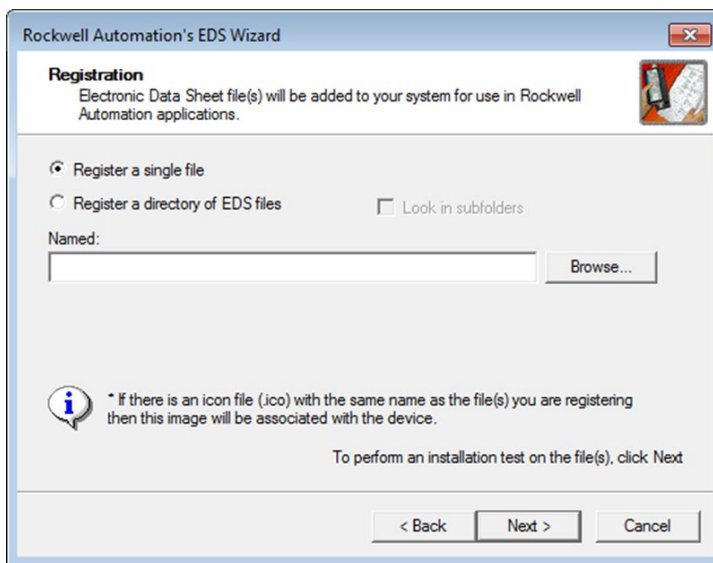 Rockwell Automation's EDS Wizard
Registration
Electronic Data Sheet file(s) will be added to your system for use in Rockwell
Automation applications.
Register a single file
Register a directory of EDS files
Look in subfolders
Named:
Browse...
* If there is an icon file (.ico) with the same name as the file(s) you are registering
then this image will be associated with the device.
To perform an installation test on the file(s), click Next
< Back
Next >
Cancel